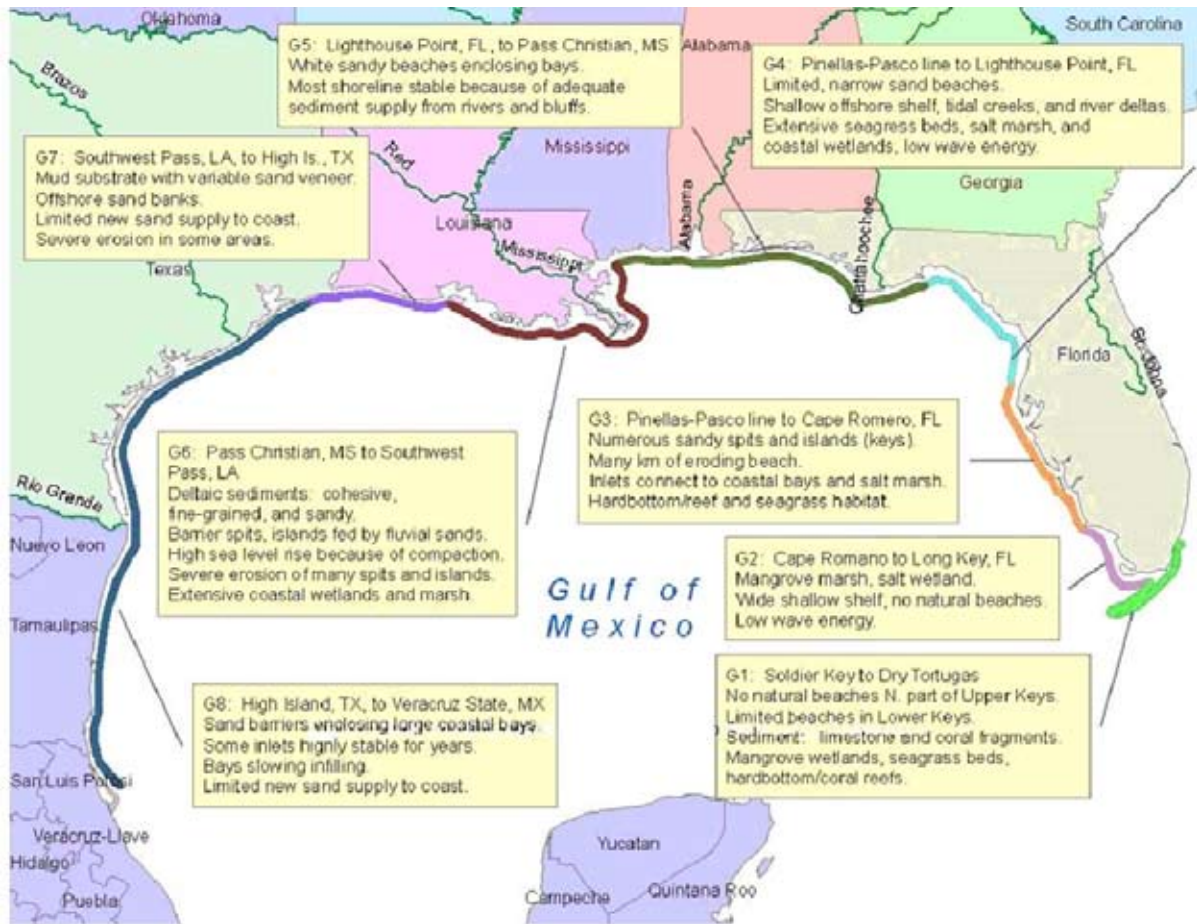 Oklahoma
South Carolina
Alabama
G5: Lighthouse Point, FL, to Pass Christian, MS
White sandy beaches enclosing bays.
Most shoreline stable because of adequate
sediment supply from rivers and bluffs.
G4: Pinellas-Pasco line to Lighthouse Point, FL
Limited, narrow sand beaches.
Shallow offshore shelf, tidal creeks, and river deltas.
Extensive seagrass beds, salt marsh, and
coastal wetlands, low wave energy.
Brazos
Red
Mississippi
Georgia
G7: Southwest Pass, LA, to High Is., TX
Mud substrate with variable sand veneer.
Offshore sand banks.
Limited new sand supply to coast.
Severe erosion in some areas.
Louisiana
Mississippi
Alabama
Chattahoochee
Texas
Florida
St. Johns
G3: Pinellas-Pasco line to Cape Romero, FL
Numerous sandy spits and islands (keys).
Many km of eroding beach.
Inlets connect to coastal bays and salt marsh.
Hardbottom/reef and seagrass habitat.
G6: Pass Christian, MS to Southwest
Pass, LA
Deltaic sediments: cohesive,
fine-grained, and sandy.
Barrier spits, islands fed by fluvial sands.
High sea level rise because of compaction.
Severe erosion of many spits and islands.
Extensive coastal wetlands and marsh.
Rio Grande
Nuevo Leon
G2: Cape Romano to Long Key, FL
Mangrove marsh, salt wetland.
Wide shallow shelf, no natural beaches.
Low wave energy.
Gulf of
Mexico
Tamaulipas
G1: Soldier Key to Dry Tortugas
No natural beaches N. part of Upper Keys.
Limited beaches in Lower Keys.
Sediment: limestone and coral fragments.
Mangrove wetlands, seagrass beds,
hardbottom/coral reefs.
G8: High Island, TX, to Veracruz State, MX
Sand barriers enclosing large coastal bays.
Some inlets highly stable for years.
Bays slowing infilling.
Limited new sand supply to coast.
San Luis Potosi
Veracruz-Llave
Hidalgo
Puebla
Yucatan
Campeche
Quintana Roo